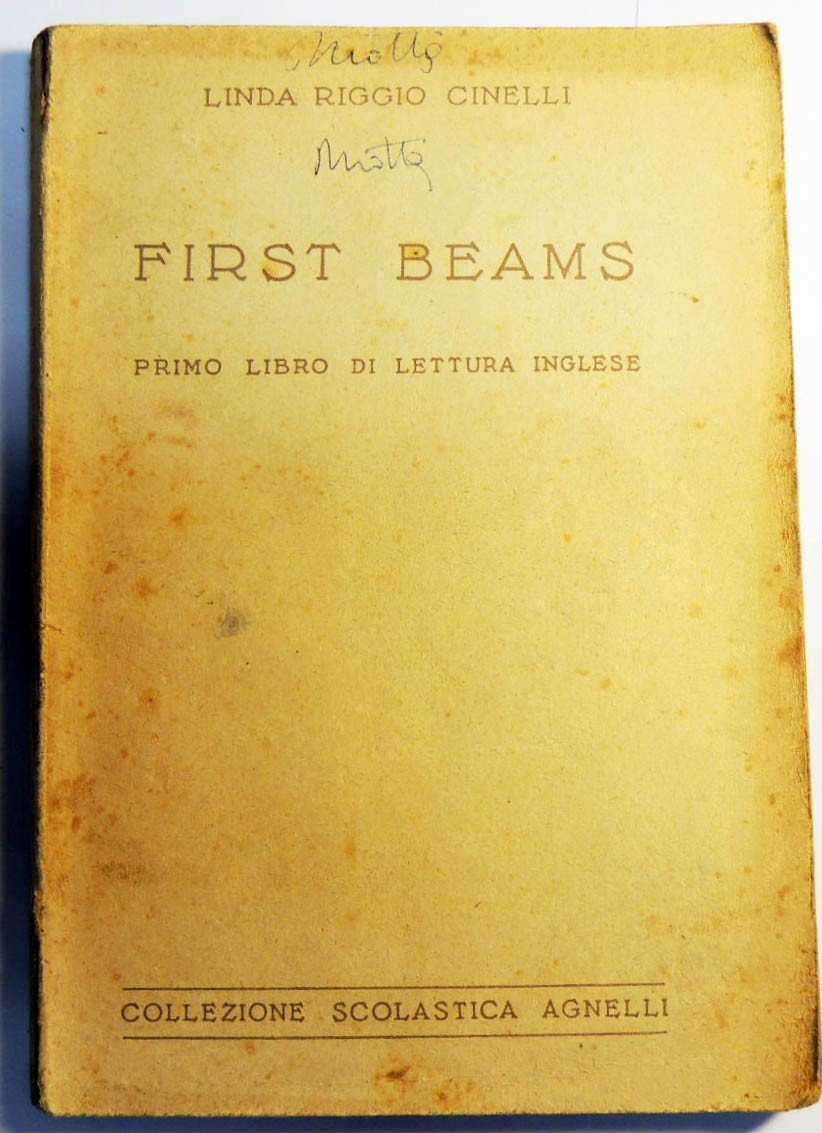 LINDA RIGGIO CINELLI
FIRST BEAMS
PRIMO LIBRO DI LETTURA INGLESE
COLLEZIONE SCOLASTICA AGNELLI